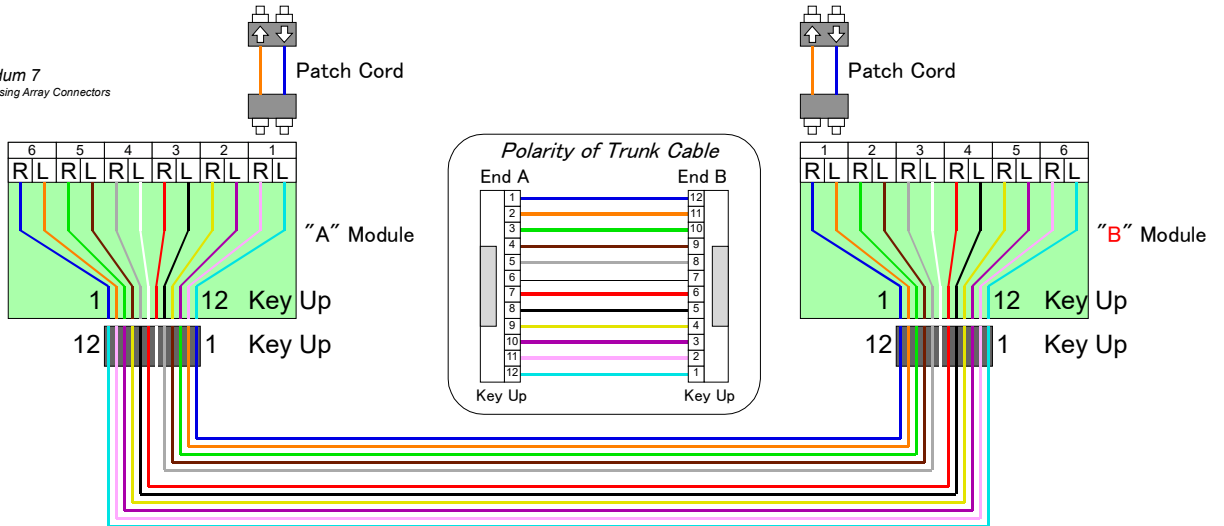 Patch Cord
Patch Cord
dum 7
sing Array Connectors
6 5 4 3 2 1
R L R L R L R L R L R L
"A" Module
1 12 Key Up
12 1 Key Up
Polarity of Trunk Cable
End A End B
1 12
2 11
3 10
4 9
5 8
6 7
7 6
8 5
9 4
10 3
11 2
12 1
Key Up Key Up
1 2 3 4 5 6
R L R L R L R L R L R L
"B" Module
1 12 Key Up
12 1 Key Up